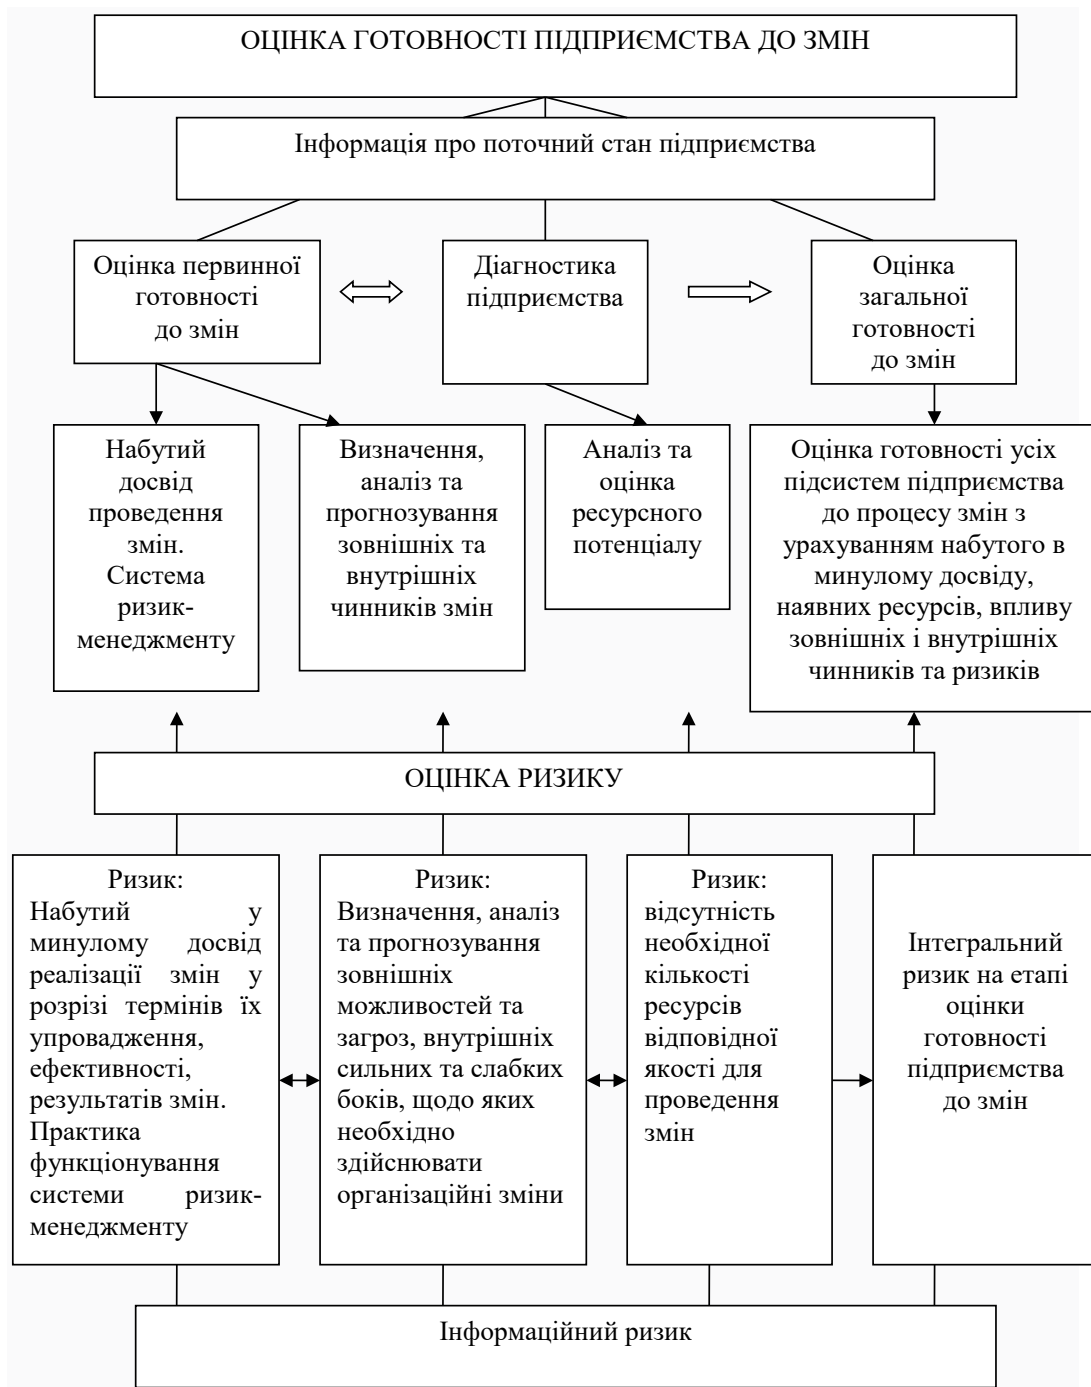 ОЦІНКА ГОТОВНОСТІ ПІДПРИЄМСТВА ДО ЗМІН
Інформація про поточний стан підприємства
Оцінка первинної
готовності
до змін
Діагностика
підприємства
Оцінка
загальної
готовності
до змін
Набутий
досвід
проведення
змін.
Система
ризик-
менеджменту
Визначення,
аналіз та
прогнозування
зовнішніх та
внутрішніх
чинників змін
Аналіз та
оцінка
ресурсного
потенціалу
Оцінка готовності усіх
підсистем підприємства
до процесу змін з
урахуванням набутого в
минулому досвіду,
наявних ресурсів, впливу
зовнішніх і внутрішніх
чинників та ризиків
ОЦІНКА РИЗИКУ
Ризик:
Набутий у
минулому досвід
реалізації змін у
розрізі термінів їх
упровадження,
ефективності,
результатів змін.
Практика
функціонування
системи ризик-
менеджменту
Ризик:
Визначення, аналіз
та прогнозування
зовнішніх
можливостей та
загроз, внутрішніх
сильних та слабких
боків, щодо яких
необхідно
здійснювати
організаційні зміни
Ризик:
відсутність
необхідної
кількості
ресурсів
відповідної
якості для
проведення
змін
Інтегральний
ризик на етапі
оцінки
готовності
підприємства
до змін
Інформаційний ризик